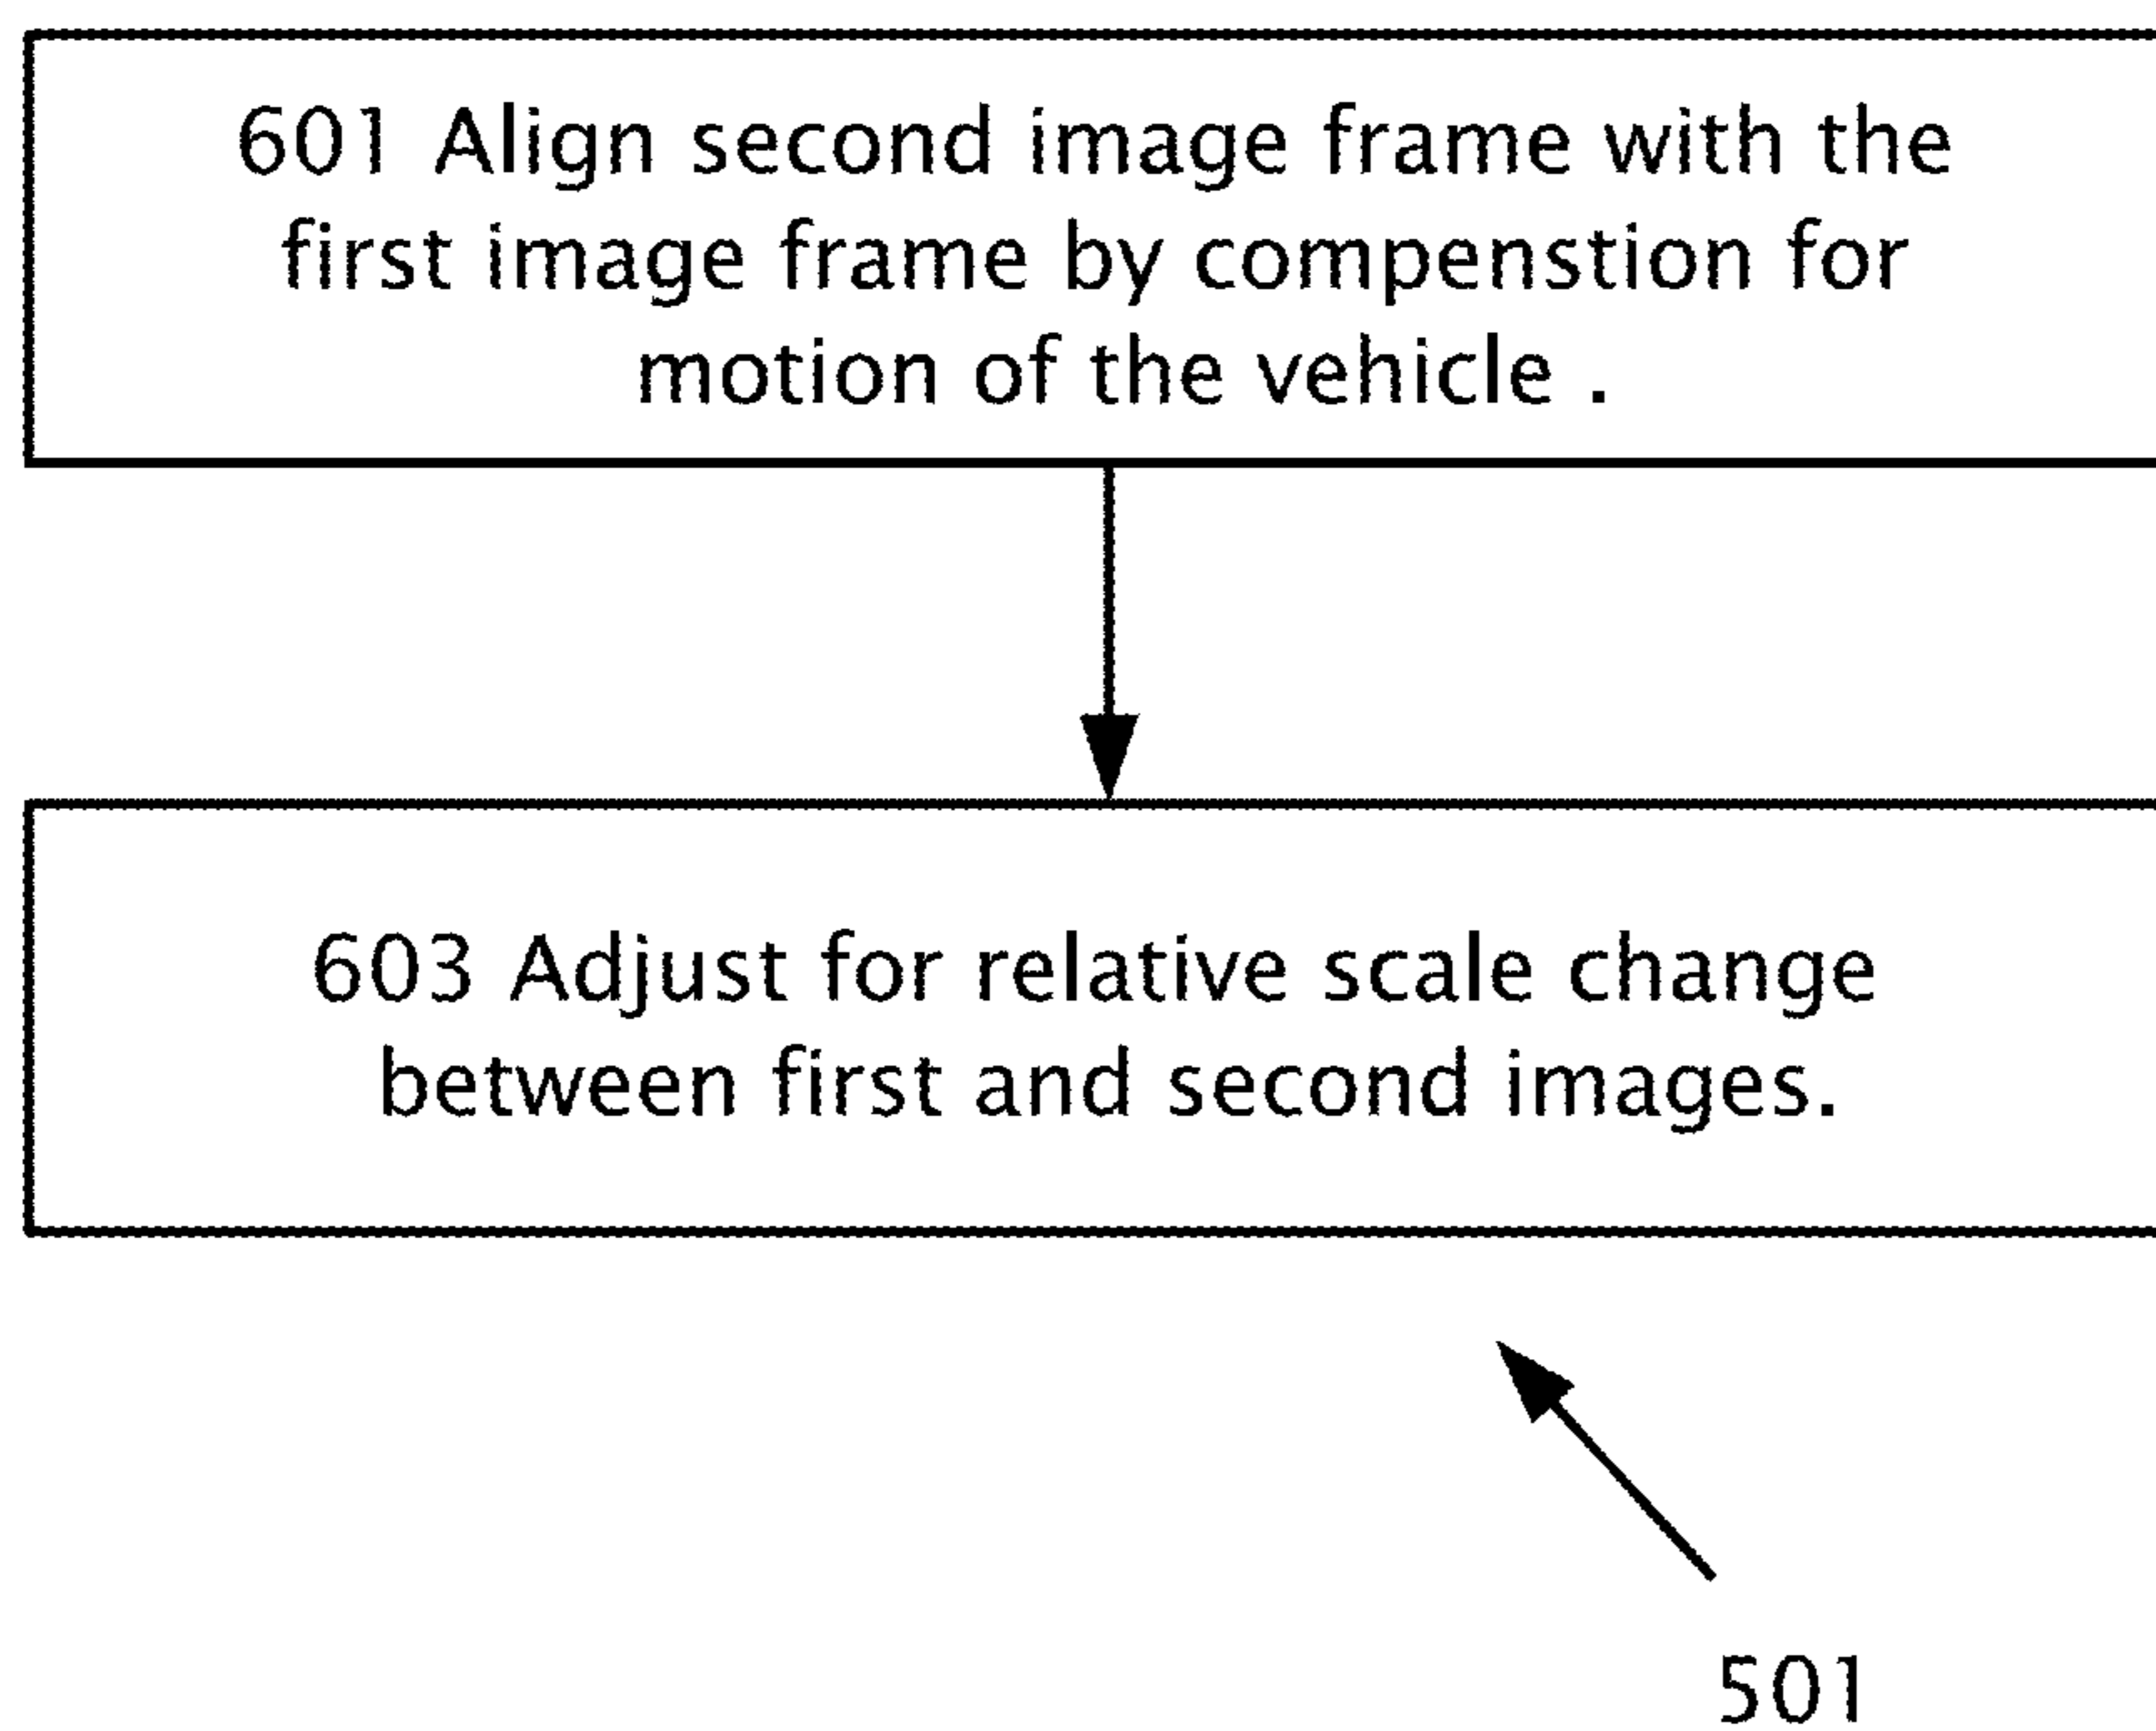 601 Align second image frame with the
first image frame by compenstion for
motion of the vehicle .
603 Adjust for relative scale change
between first and second images.
501